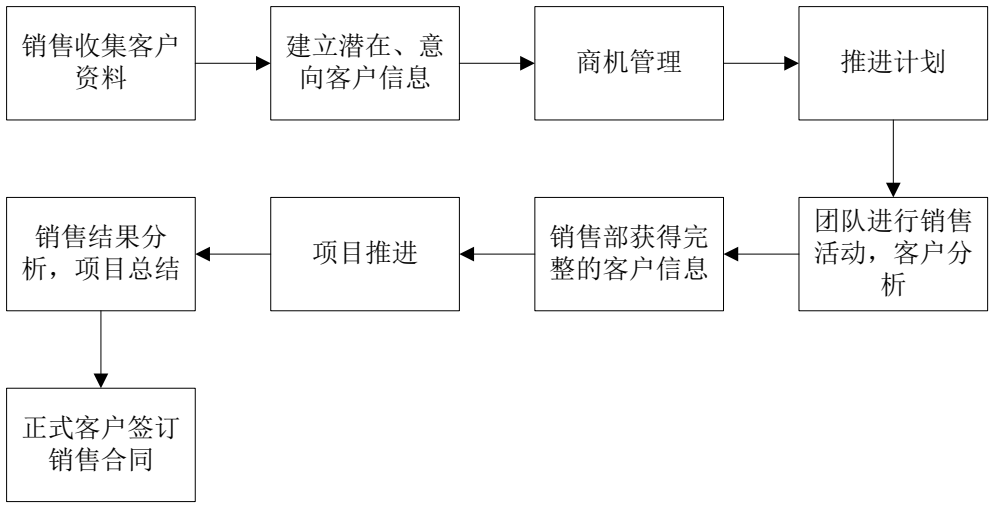 销售收集客户
资料
建立潜在、意
向客户信息
商机管理
推进计划
团队进行销售
活动，客户分
析
销售部获得完
整的客户信息
项目推进
销售结果分
析，项目总结
正式客户签订
销售合同